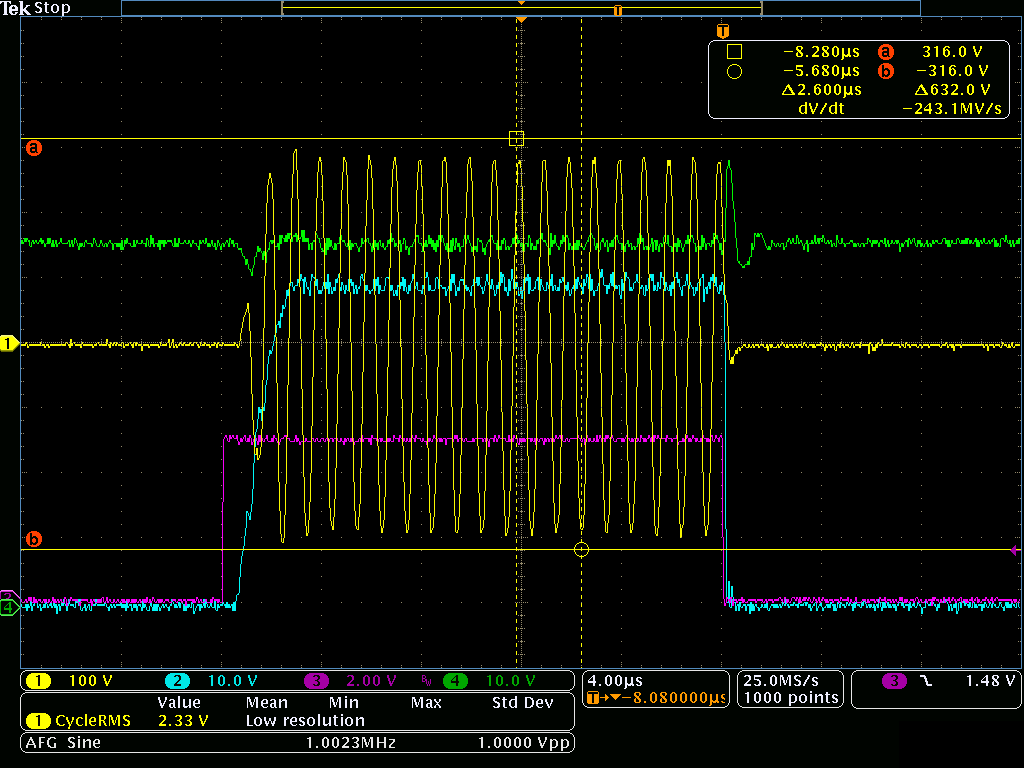 Tek Stop
T
T
−8.280µs a 316.0 V
−5.680µs b −316.0 V
Δ2.600µs Δ632.0 V
dV/dt −243.1MV/s
a
1
b
4
1 100 V 2 10.0 V 3 2.00 V BW 4 10.0 V
4.00µs
T→▼−8.080000µs
25.0MS/s
1000 points
3 1.48 V
Value Mean Min Max Std Dev
1 CycleRMS 2.33 V Low resolution
AFG Sine 1.0023MHz 1.0000 Vpp